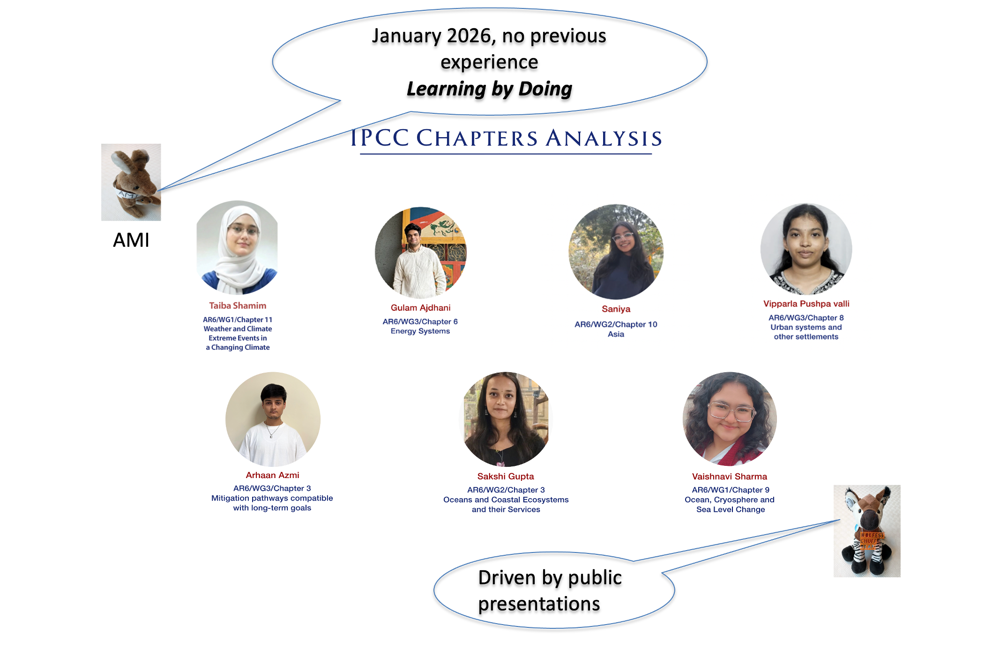 January 2026, no previous
experience
Learning by Doing
IPCC Chapters Analysis
AMI
AMI
Taiba Shamim
AR6/WG1/Chapter 11
Weather and Climate
Extreme Events in
a Changing Climate
Gulam Ajdhani
AR6/WG3/Chapter 6
Energy Systems
Saniya
AR6/WG2/Chapter 10
Asia
Vipparla Pushpa valli
AR6/WG3/Chapter 8
Urban systems and
other settlements
Arhaan Azmi
AR6/WG3/Chapter 3
Mitigation pathways compatible
with long-term goals
Sakshi Gupta
AR6/WG2/Chapter 3
Oceans and Coastal Ecosystems
and their Services
Vaishnavi Sharma
AR6/WG1/Chapter 9
Ocean, Cryosphere and
Sea Level Change
#OKFEST
CHUFF
Driven by public
presentations